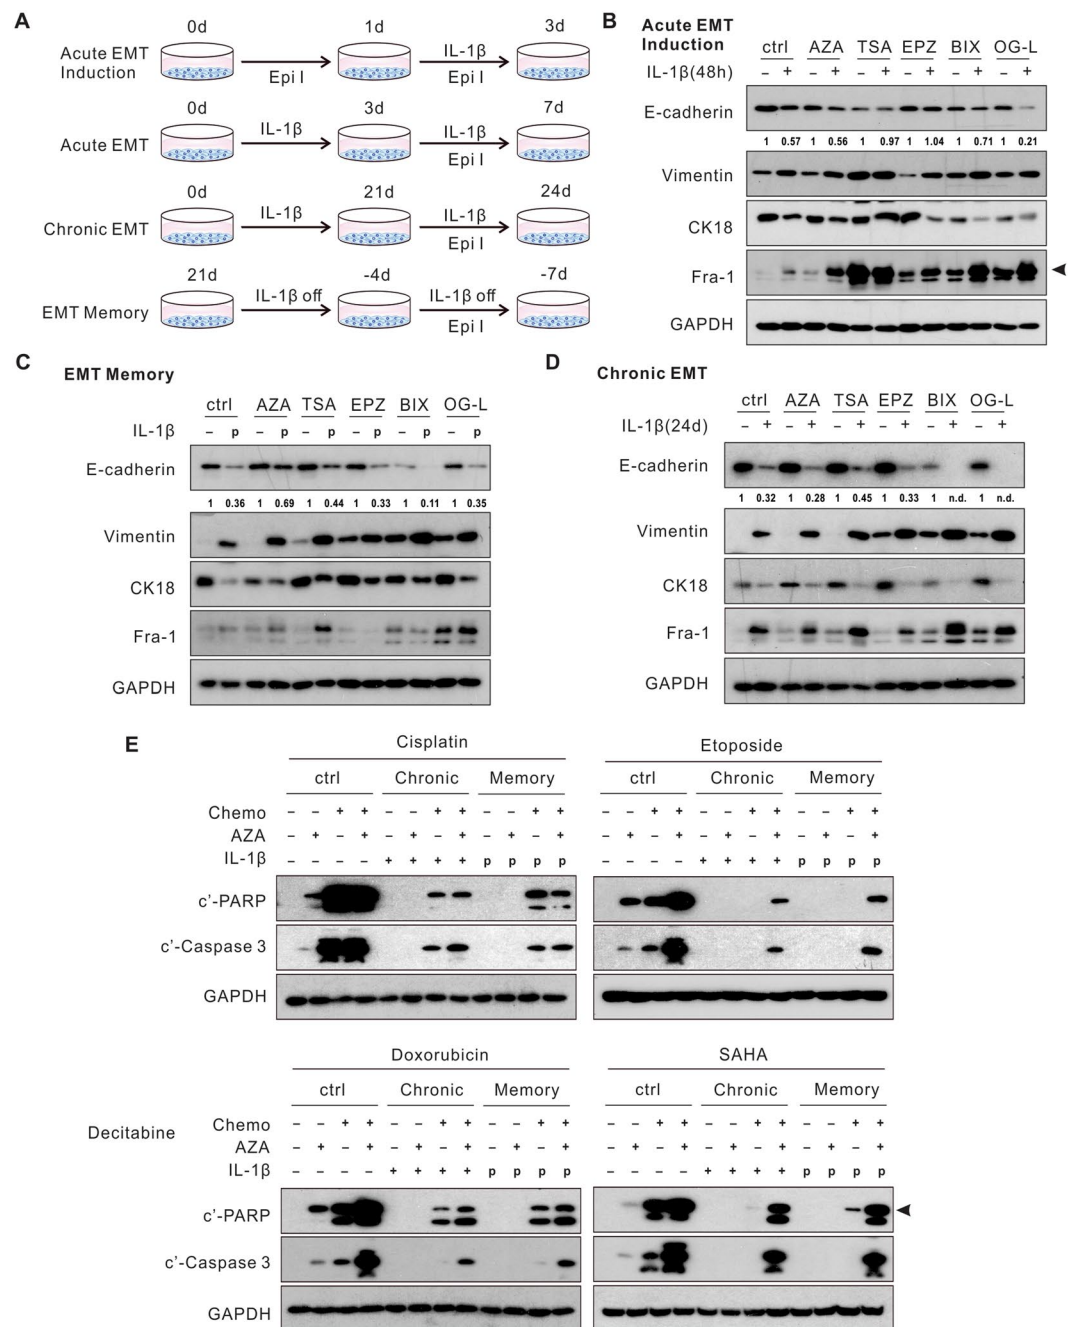 A
0d 1d 3d
Acute EMT Induction
Epi I
IL-1β
Epi I
0d 3d 7d
Acute EMT
IL-1β
IL-1β
Epi I
0d 21d 24d
Chronic EMT
IL-1β
IL-1β
Epi I
21d -4d -7d
EMT Memory
IL-1β off
IL-1β off
Epi I
B
Acute EMT
Induction
ctrl AZA TSA EPZ BIX OG-L
IL-1β(48h) – + – + – + – + – + – +
E-cadherin
1 0.57 1 0.56 1 0.97 1 1.04 1 0.71 1 0.21
Vimentin
CK18
Fra-1
GAPDH
C
EMT Memory
ctrl AZA TSA EPZ BIX OG-L
IL-1β – p – p – p – p – p – p
E-cadherin
1 0.36 1 0.69 1 0.44 1 0.33 1 0.11 1 0.35
Vimentin
CK18
Fra-1
GAPDH
D
Chronic EMT
ctrl AZA TSA EPZ BIX OG-L
IL-1β(24d) – + – + – + – + – + – +
E-cadherin
1 0.32 1 0.28 1 0.45 1 0.33 1 n.d. 1 n.d.
Vimentin
CK18
Fra-1
GAPDH
E
Cisplatin Etoposide
ctrl Chronic Memory ctrl Chronic Memory
Chemo – – + + – – + + – – + + – – + + – – + + – – + +
AZA – + – + – + – + – + – + – + – + – + – + – + – +
IL-1β – – – – + + + + p p p p – – – – + + + + p p p p
c'-PARP
c'-Caspase 3
GAPDH
Doxorubicin SAHA
ctrl Chronic Memory ctrl Chronic Memory
Decitabine
Chemo – – + + – – + + – – + + – – + + – – + + – – + +
AZA – + – + – + – + – + – + – + – + – + – + – + – +
IL-1β – – – – + + + + p p p p – – – – + + + + p p p p
c'-PARP
c'-Caspase 3
GAPDH